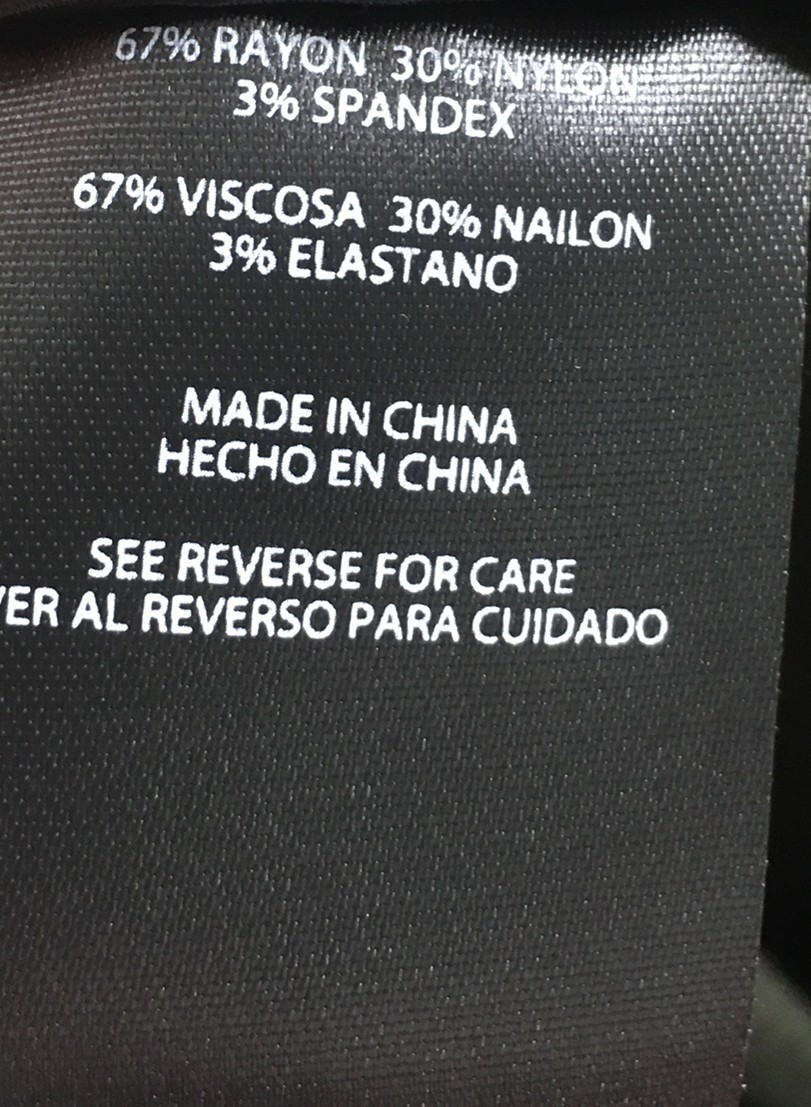 67% RAYON 30% NYLON
3% SPANDEX
67% VISCOSA 30% NAILON
3% ELASTANO
MADE IN CHINA
HECHO EN CHINA
SEE REVERSE FOR CARE
VER AL REVERSO PARA CUIDADO